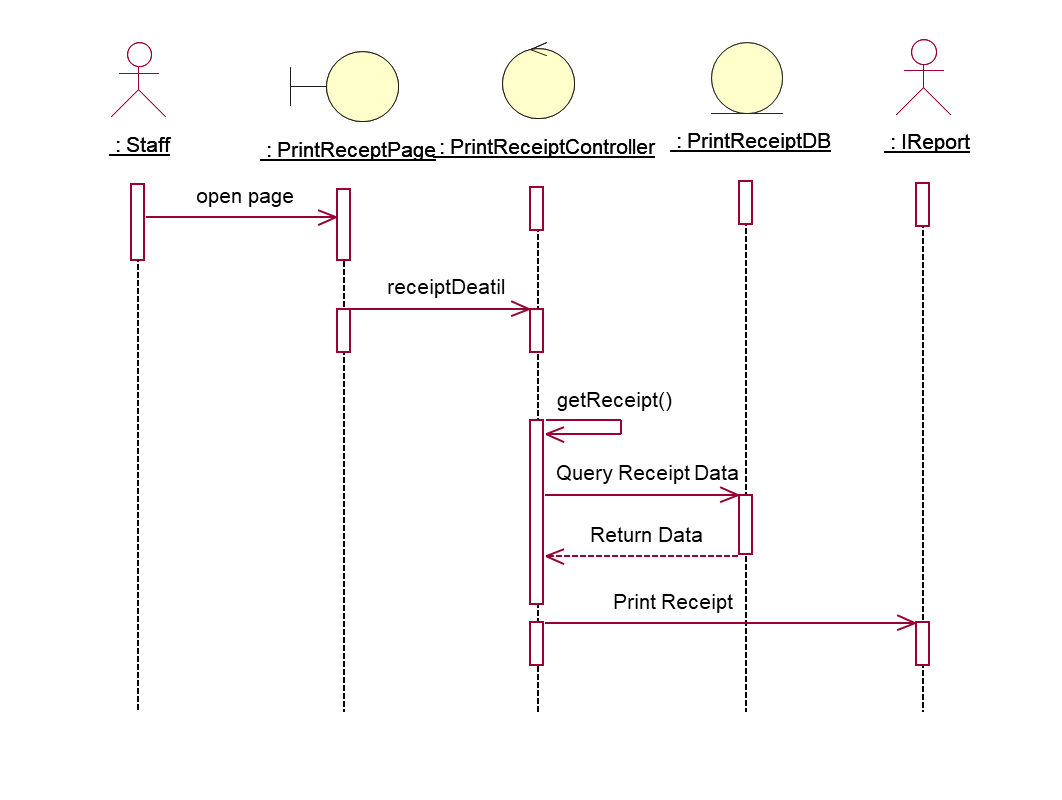 : Staff
: PrintReceptPage
: PrintReceiptController
: PrintReceiptDB
: IReport
open page
receiptDeatil
getReceipt()
Query Receipt Data
Return Data
Print Receipt